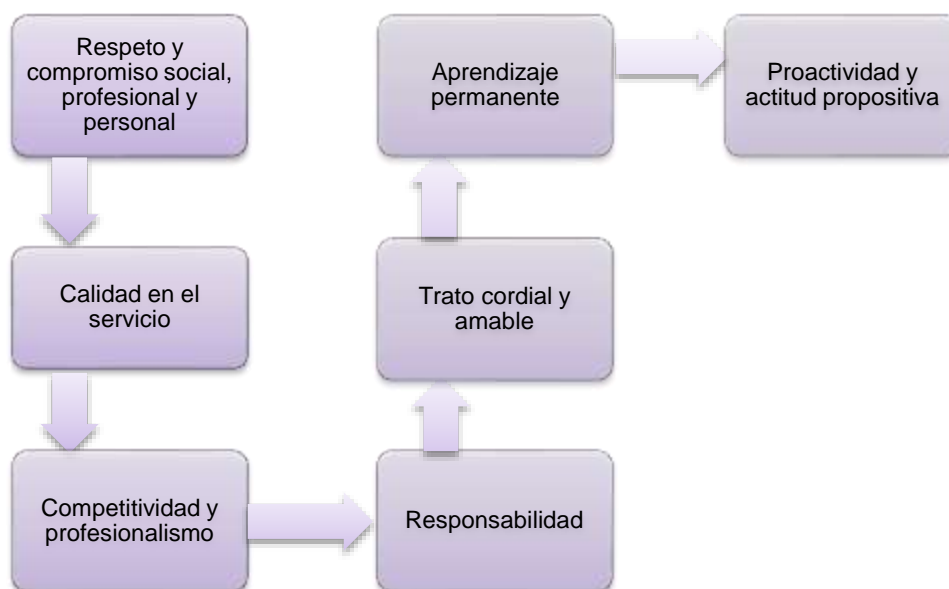 Respeto y
compromiso social,
profesional y
personal
Calidad en el
servicio
Competitividad y
profesionalismo
Responsabilidad
Trato cordial y
amable
Aprendizaje
permanente
Proactividad y
actitud propositiva